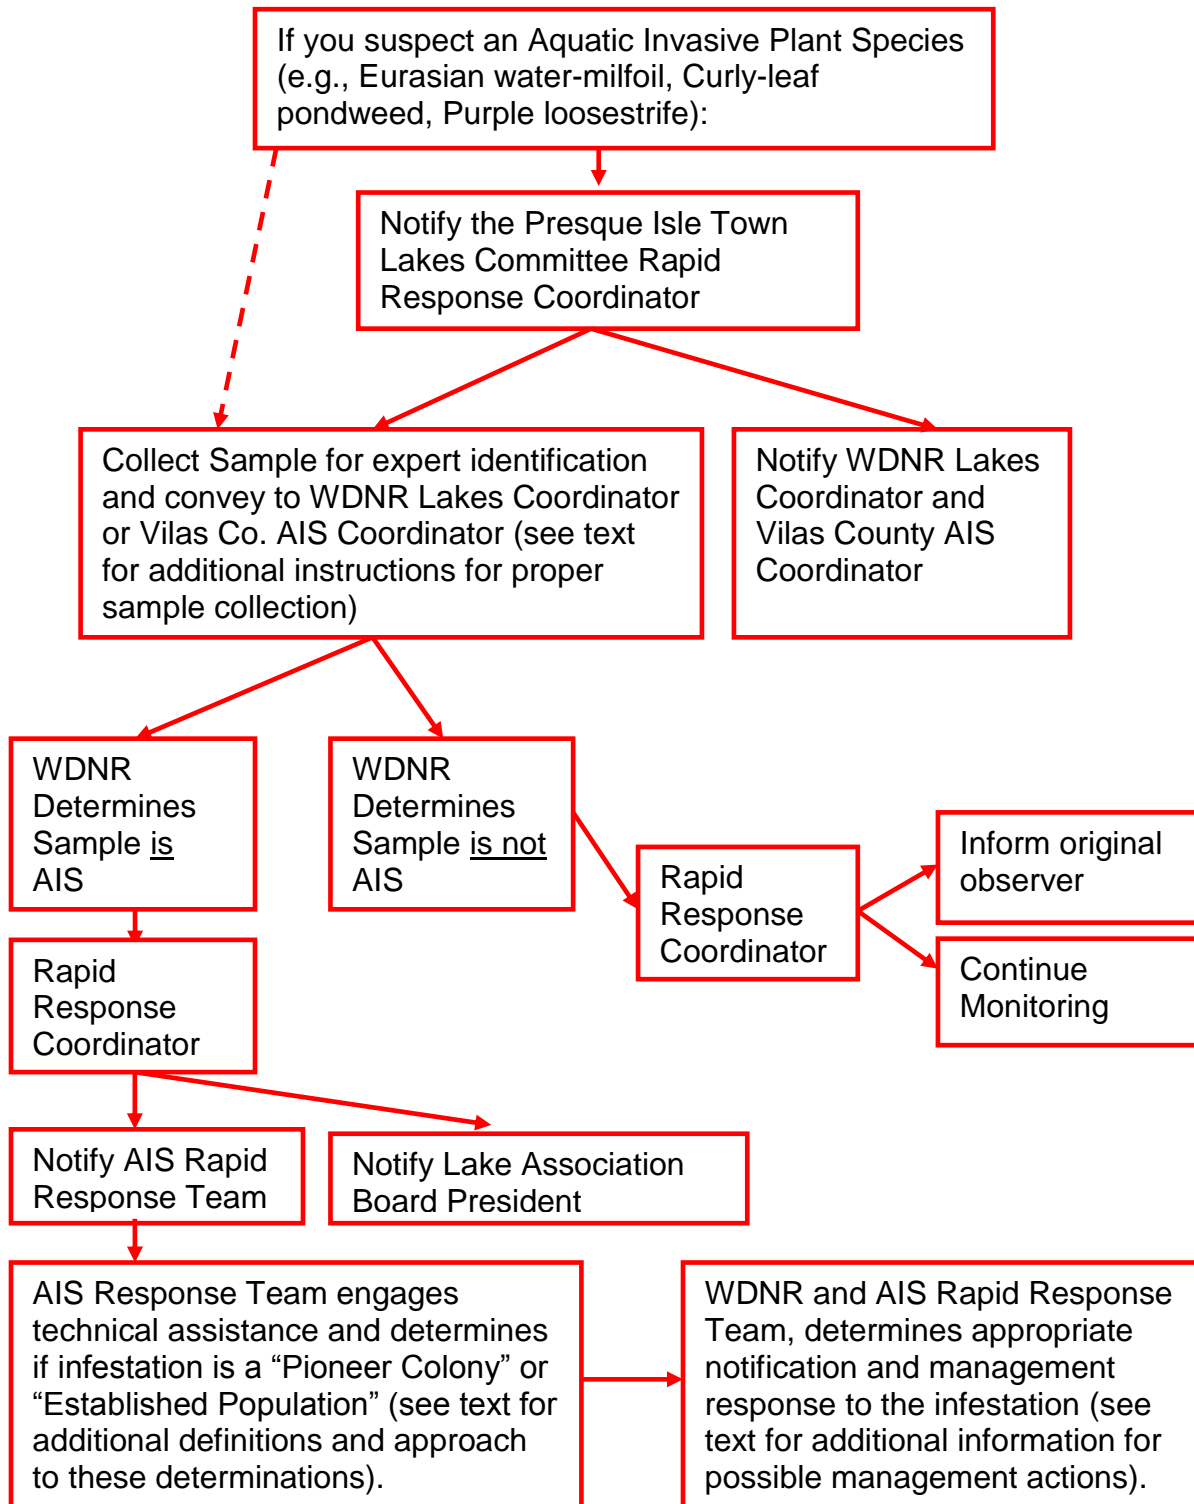 If you suspect an Aquatic Invasive Plant Species
(e.g., Eurasian water-milfoil, Curly-leaf
pondweed, Purple loosestrife):
Notify the Presque Isle Town
Lakes Committee Rapid
Response Coordinator
Collect Sample for expert identification
and convey to WDNR Lakes Coordinator
or Vilas Co. AIS Coordinator (see text
for additional instructions for proper
sample collection)
Notify WDNR Lakes
Coordinator and
Vilas County AIS
Coordinator
WDNR
Determines
Sample is
AIS
WDNR
Determines
Sample is not
AIS
Rapid
Response
Coordinator
Inform original
observer
Continue
Monitoring
Rapid
Response
Coordinator
Notify AIS Rapid
Response Team
Notify Lake Association
Board President
AIS Response Team engages
technical assistance and determines
if infestation is a “Pioneer Colony” or
“Established Population” (see text for
additional definitions and approach
to these determinations).
WDNR and AIS Rapid Response
Team, determines appropriate
notification and management
response to the infestation (see
text for additional information for
possible management actions).